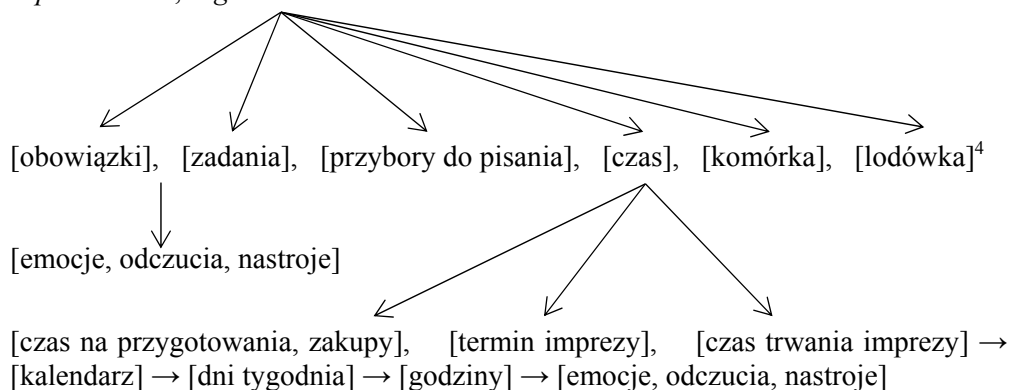 [obowiązki], [zadania], [przybory do pisania], [czas], [komórka], [lodówka]4
[emocje, odczucia, nastroje]
[czas na przygotowania, zakupy], [termin imprezy], [czas trwania imprezy] →
[kalendarz] → [dni tygodnia] → [godziny] → [emocje, odczucia, nastroje]